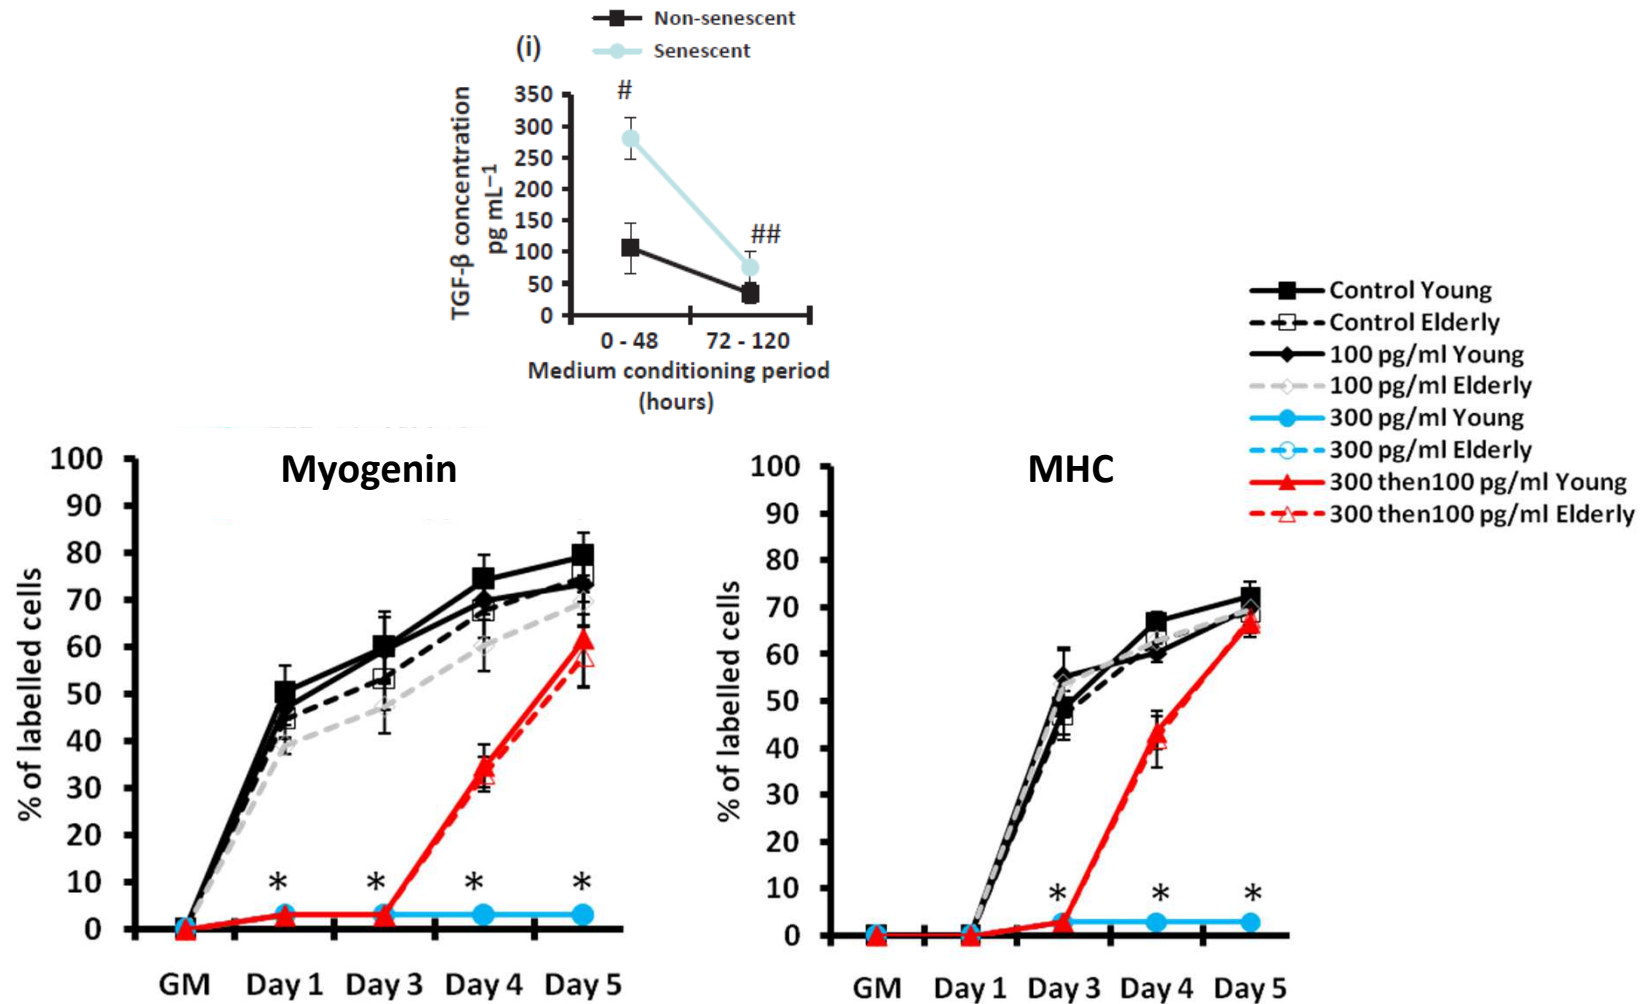 Non-senescent
Senescent
(i)
TGF-β concentration
pg mL⁻¹
#
##
350
300
250
200
150
100
50
0
0 - 48
72 - 120
Medium conditioning period
(hours)
Control Young
Control Elderly
100 pg/ml Young
100 pg/ml Elderly
300 pg/ml Young
300 pg/ml Elderly
300 then100 pg/ml Young
300 then100 pg/ml Elderly
Myogenin
% of labelled cells
100
90
80
70
60
50
40
30
20
10
0
* * * *
GM Day 1 Day 3 Day 4 Day 5
MHC
% of labelled cells
100
90
80
70
60
50
40
30
20
10
0
* * *
GM Day 1 Day 3 Day 4 Day 5